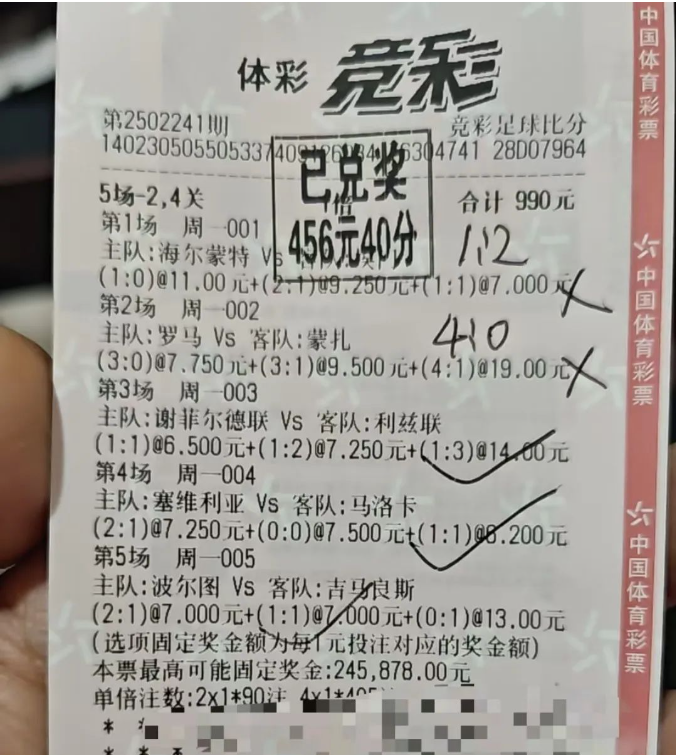 体彩 竞彩
第2502241期 竞彩足球比分
28D07964
已兑奖
456元40分
5场-2,4关 1倍 合计 990元
第1场 周一001
1:2
主队:海尔蒙特 Vs
(1:0)@11.00元+(2:1)@9.250元+(1:1)@7.000元
第2场 周一002
4:0
主队:罗马 Vs 客队:蒙扎
(3:0)@7.750元+(3:1)@9.500元+(4:1)@19.00元
第3场 周一003
主队:谢菲尔德联 Vs 客队:利兹联
(1:1)@6.500元+(1:2)@7.250元+(1:3)@14.00元
第4场 周一004
主队:塞维利亚 Vs 客队:马洛卡
(2:1)@7.250元+(0:0)@7.500元+(1:1)@6.200元
第5场 周一005
主队:波尔图 Vs 客队:吉马良斯
(2:1)@7.000元+(1:1)@7.000元+(0:1)@13.00元
(选项固定奖金额为每1元投注对应的奖金额)
本票最高可能固定奖金:245,878.00元
单倍注数:2x1*90注
中国体育彩票
中国体育彩票
中国体育彩票